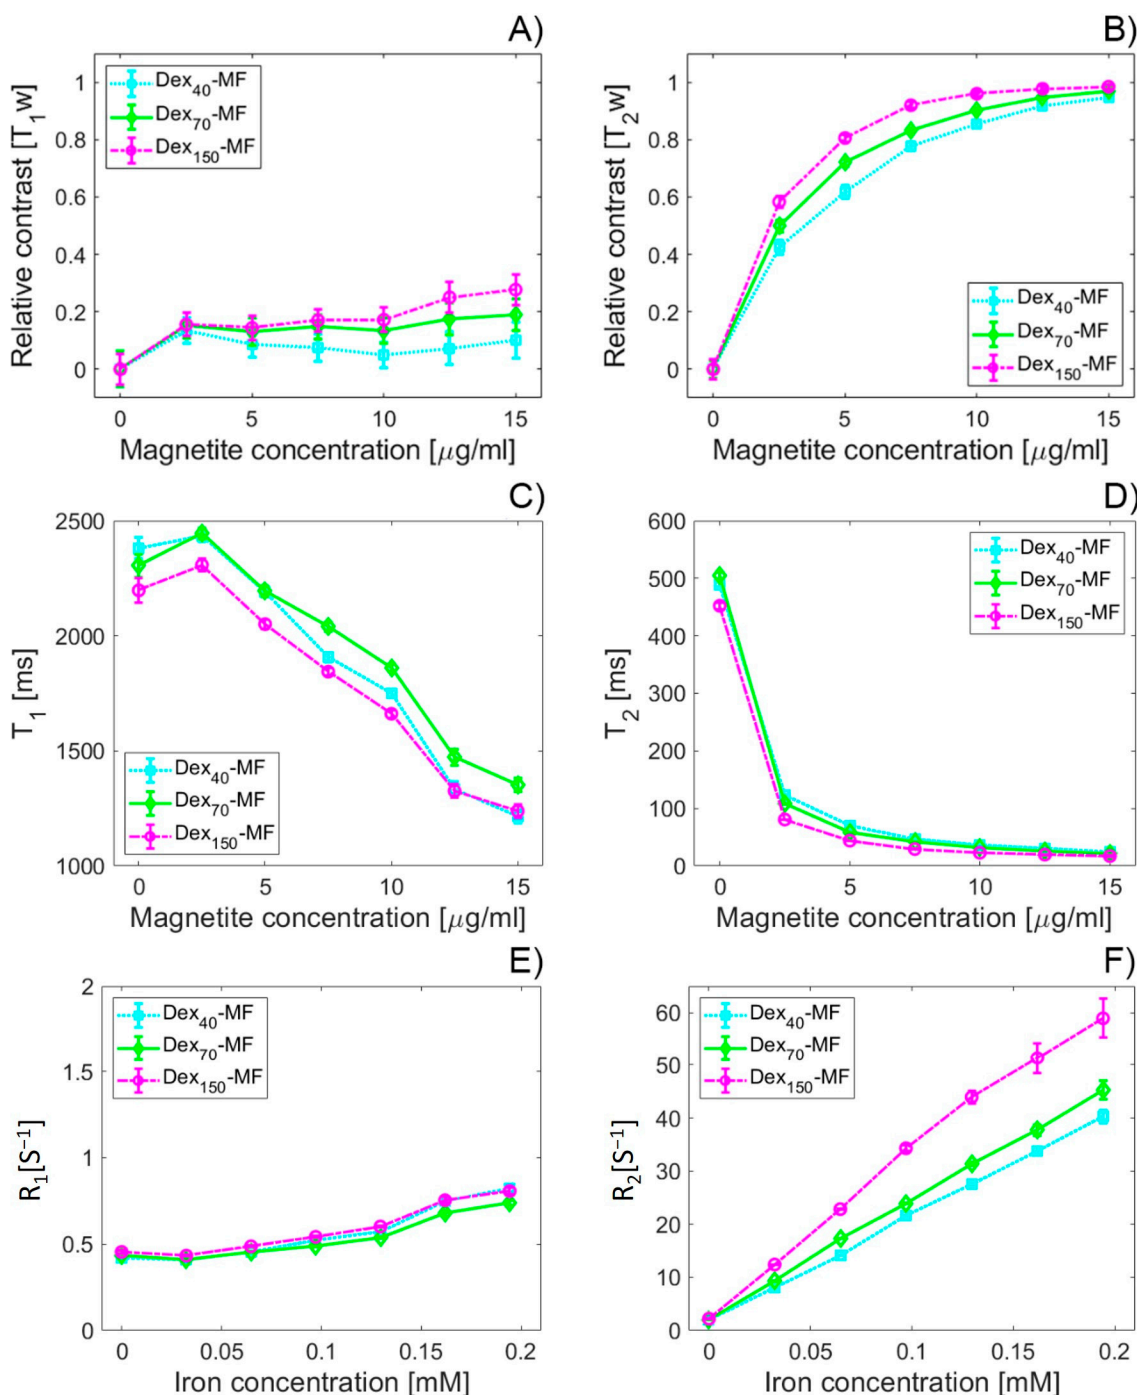 A)
Relative contrast [T1w]
1
0.8
0.6
0.4
0.2
0
Dex40-MF
Dex70-MF
Dex150-MF
0 5 10 15
Magnetite concentration [μg/ml]
B)
Relative contrast [T2w]
1
0.8
0.6
0.4
0.2
0
Dex40-MF
Dex70-MF
Dex150-MF
0 5 10 15
Magnetite concentration [μg/ml]
C)
T1 [ms]
2500
2000
1500
1000
Dex40-MF
Dex70-MF
Dex150-MF
0 5 10 15
Magnetite concentration [μg/ml]
D)
T2 [ms]
600
500
400
300
200
100
0
Dex40-MF
Dex70-MF
Dex150-MF
0 5 10 15
Magnetite concentration [μg/ml]
E)
R1[S−1]
2
1.5
1
0.5
0
Dex40-MF
Dex70-MF
Dex150-MF
0 0.05 0.1 0.15 0.2
Iron concentration [mM]
F)
R2[S−1]
60
50
40
30
20
10
0
Dex40-MF
Dex70-MF
Dex150-MF
0 0.05 0.1 0.15 0.2
Iron concentration [mM]